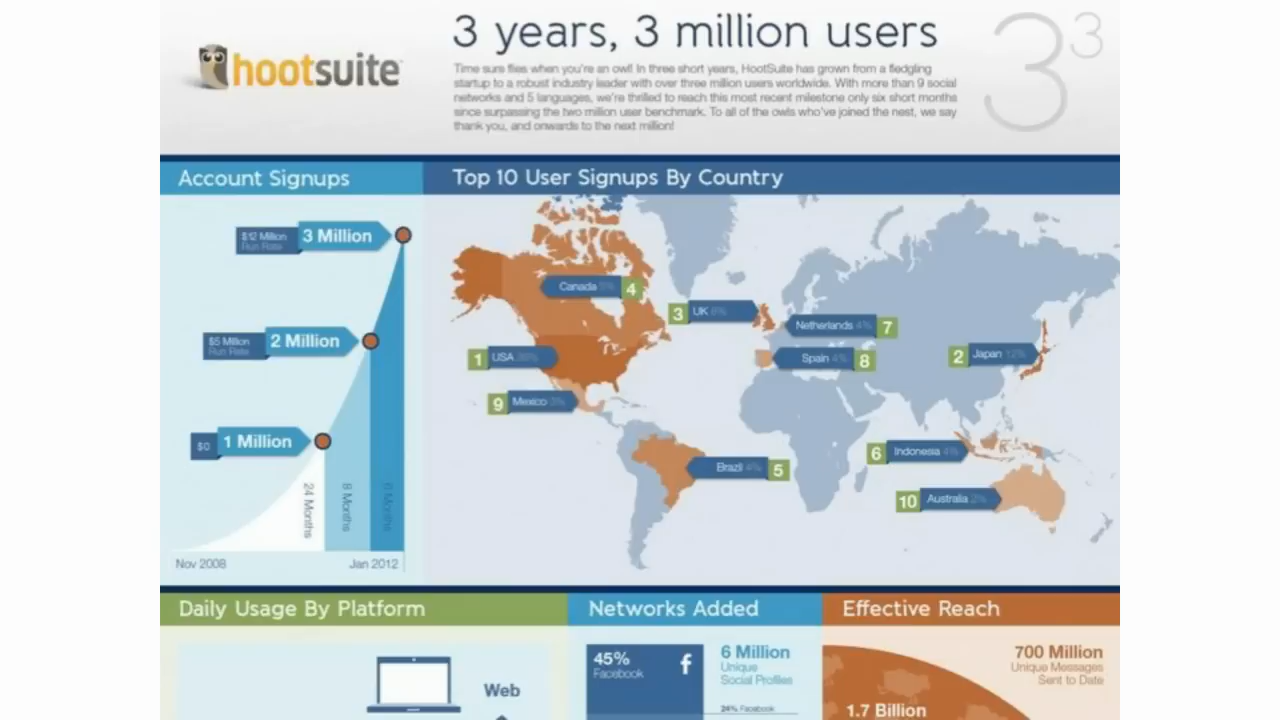 hootsuite
3 years, 3 million users
3
3
Time sure flies when you're an owl! In three short years, HootSuite has grown from a fledgling
startup to a robust industry leader with over three million users worldwide. With more than 9 social
networks and 5 languages, we're thrilled to reach this most recent milestone only six short months
since surpassing the two million user benchmark. To all of the owls who've joined the nest, we say
thank you, and onwards to the next million!
Account Signups
$12 Million
Run Rate
3 Million
$5 Million
Run Rate
2 Million
$0
1 Million
24 Months
8 Months
6 Months
Nov 2008
Jan 2012
Top 10 User Signups By Country
Canada
4
3 UK
Netherlands 4% 7
1 USA
Spain 4% 8
2 Japan 12%
9 Mexico 3%
Brazil 4% 5
6 Indonesia 4%
10 Australia
Daily Usage By Platform
Web
Networks Added
45%
Facebook
f
6 Million
Unique
Social Profiles
24% Facebook
Effective Reach
700 Million
Unique Messages
Sent to Date
1.7 Billion